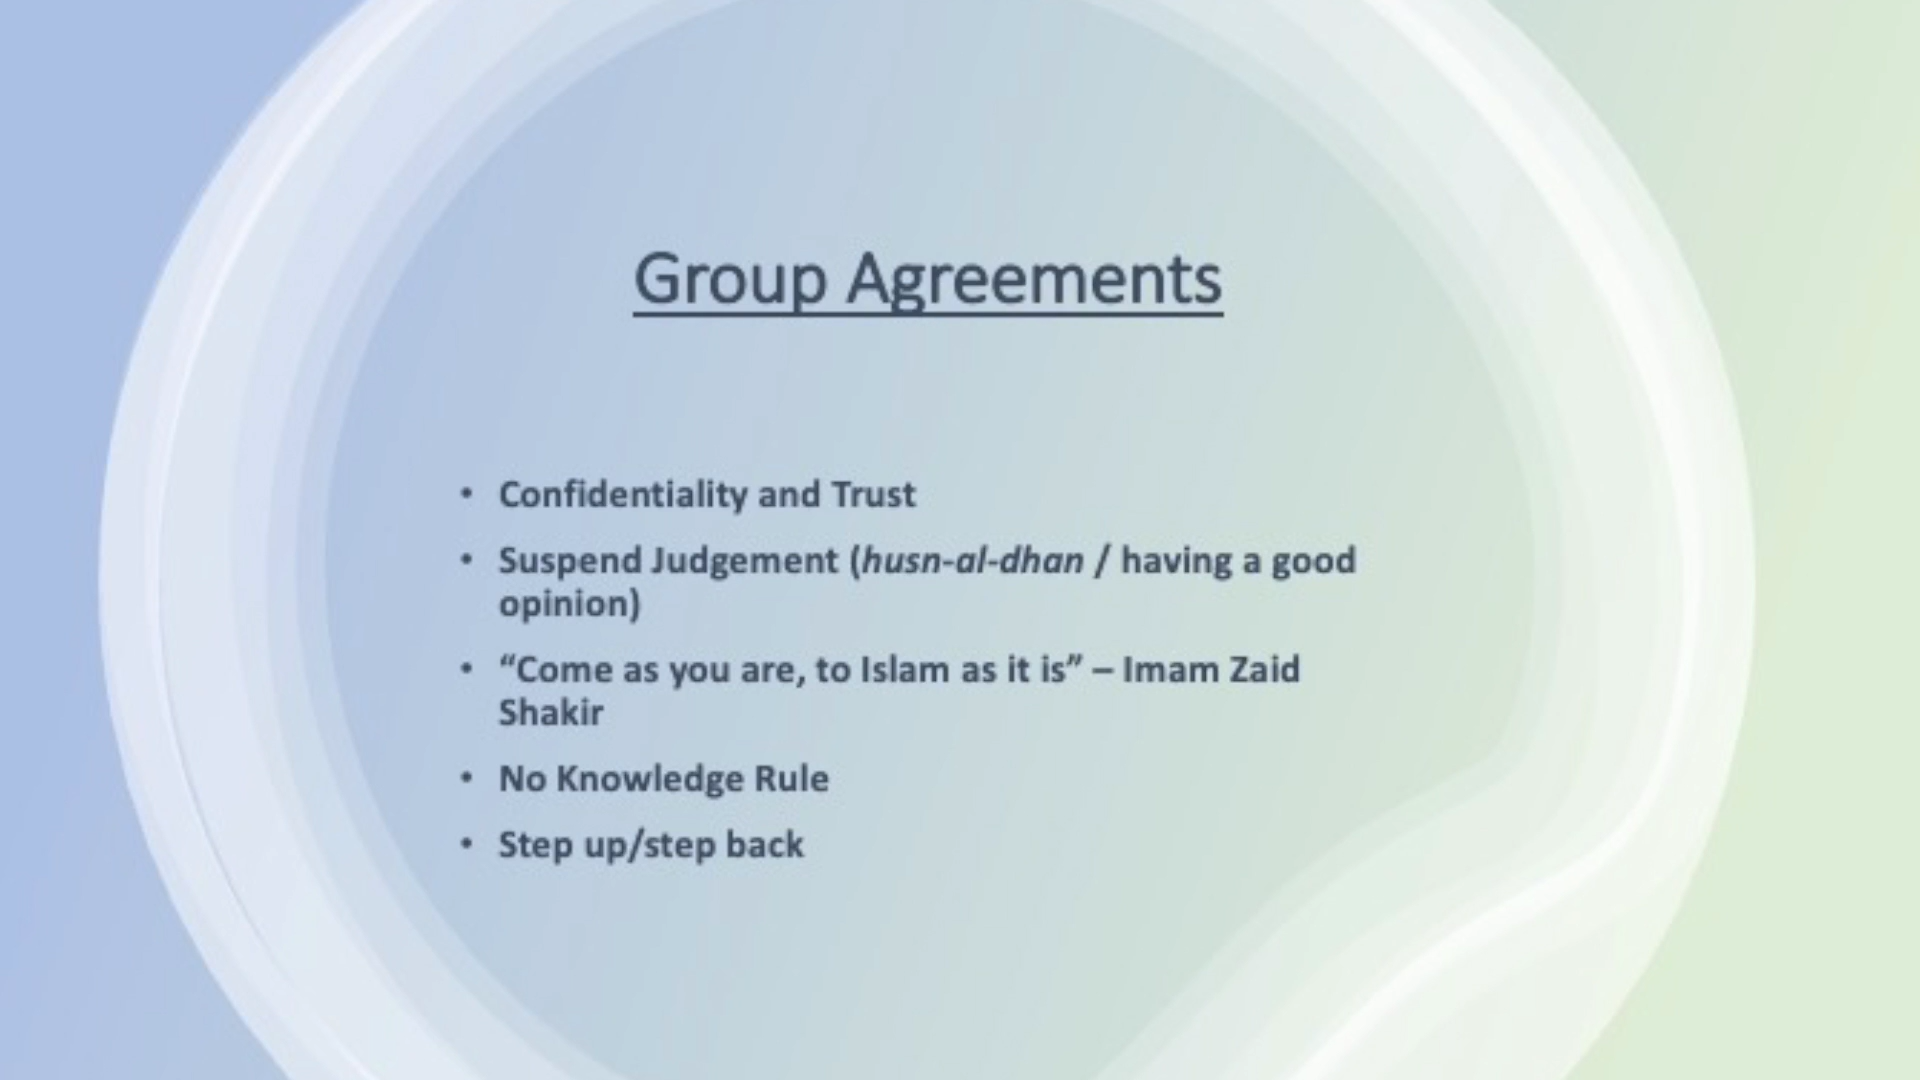 Group Agreements
• Confidentiality and Trust
• Suspend Judgement (husn-al-dhan / having a good
opinion)
• “Come as you are, to Islam as it is” – Imam Zaid
Shakir
• No Knowledge Rule
• Step up/step back